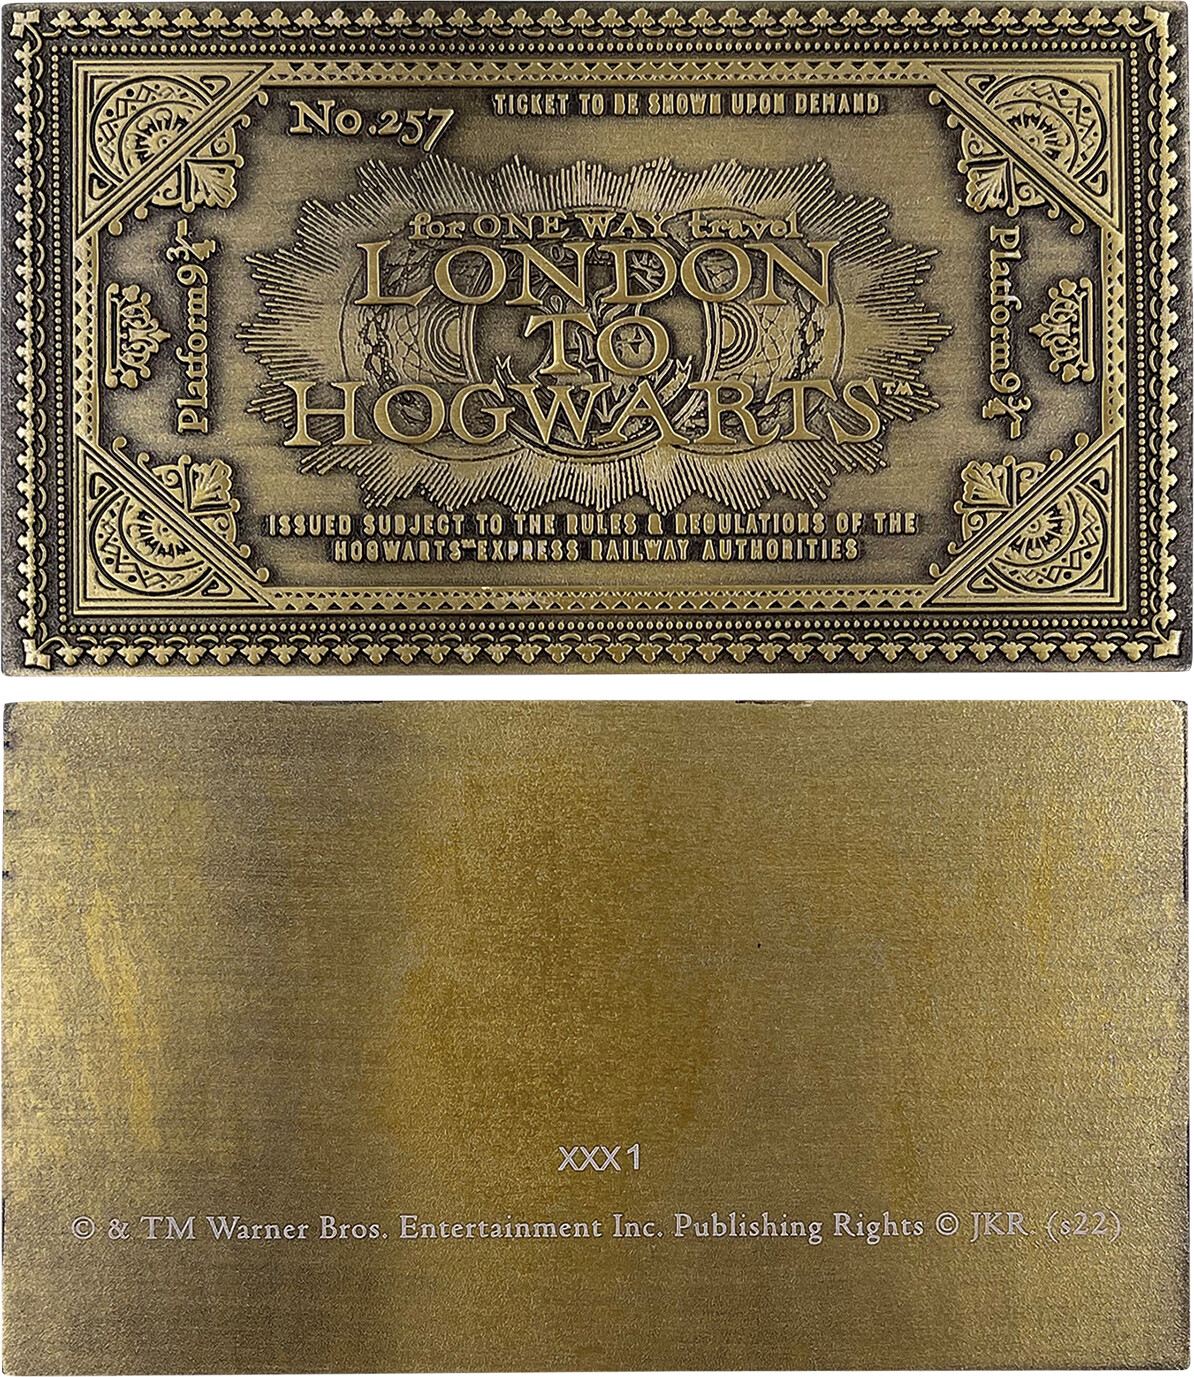 No.257
TICKET TO BE SHOWN UPON DEMAND
Platform 9¾
for ONE WAY travel
LONDON
TO
HOGWARTS™
Platform 9¾
ISSUED SUBJECT TO THE RULES & REGULATIONS OF THE
HOGWARTS™ EXPRESS RAILWAY AUTHORITIES
XXX1
© & TM Warner Bros. Entertainment Inc. Publishing Rights © JKR (s22)